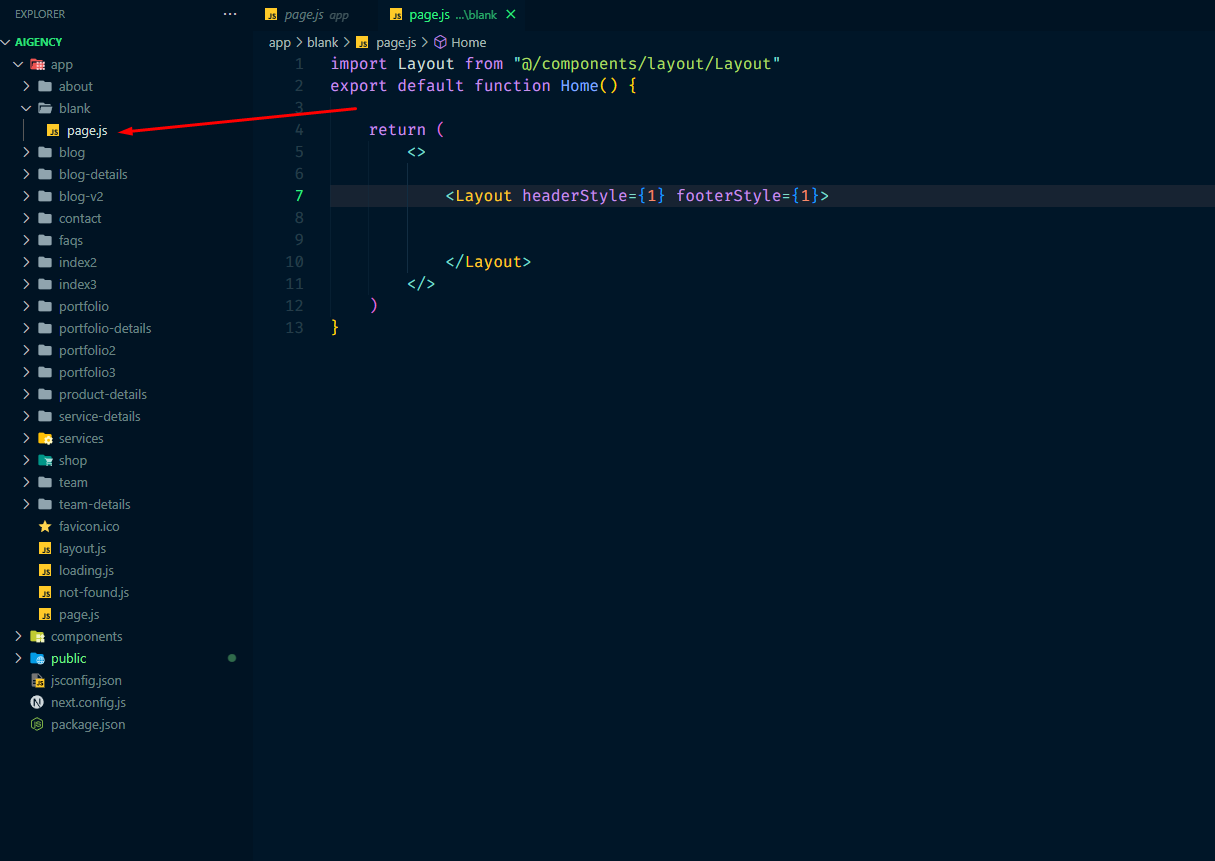 EXPLORER
AIGENCY
app
about
blank
page.js
blog
blog-details
blog-v2
contact
faqs
index2
index3
portfolio
portfolio-details
portfolio2
portfolio3
product-details
service-details
services
shop
team
team-details
favicon.ico
layout.js
loading.js
not-found.js
page.js
components
public
jsconfig.json
next.config.js
package.json
page.js app
page.js ...\blank
app > blank > page.js > Home
1 import Layout from "@/components/layout/Layout"
2 export default function Home() {
3
4 return (
5 <>
6
7 <Layout headerStyle={1} footerStyle={1}>
8
9
10 </Layout>
11 </>
12 )
13 }